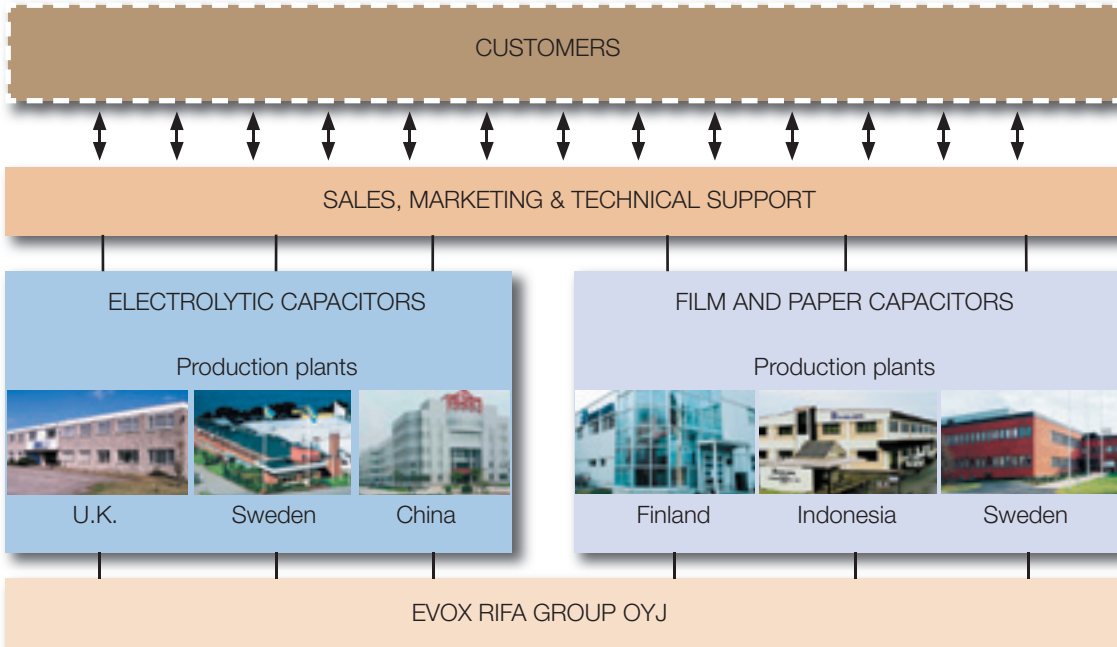 CUSTOMERS
SALES, MARKETING & TECHNICAL SUPPORT
ELECTROLYTIC CAPACITORS
Production plants
U.K.
Sweden
China
FILM AND PAPER CAPACITORS
Production plants
Finland
Indonesia
Sweden
EVOX RIFA GROUP OYJ